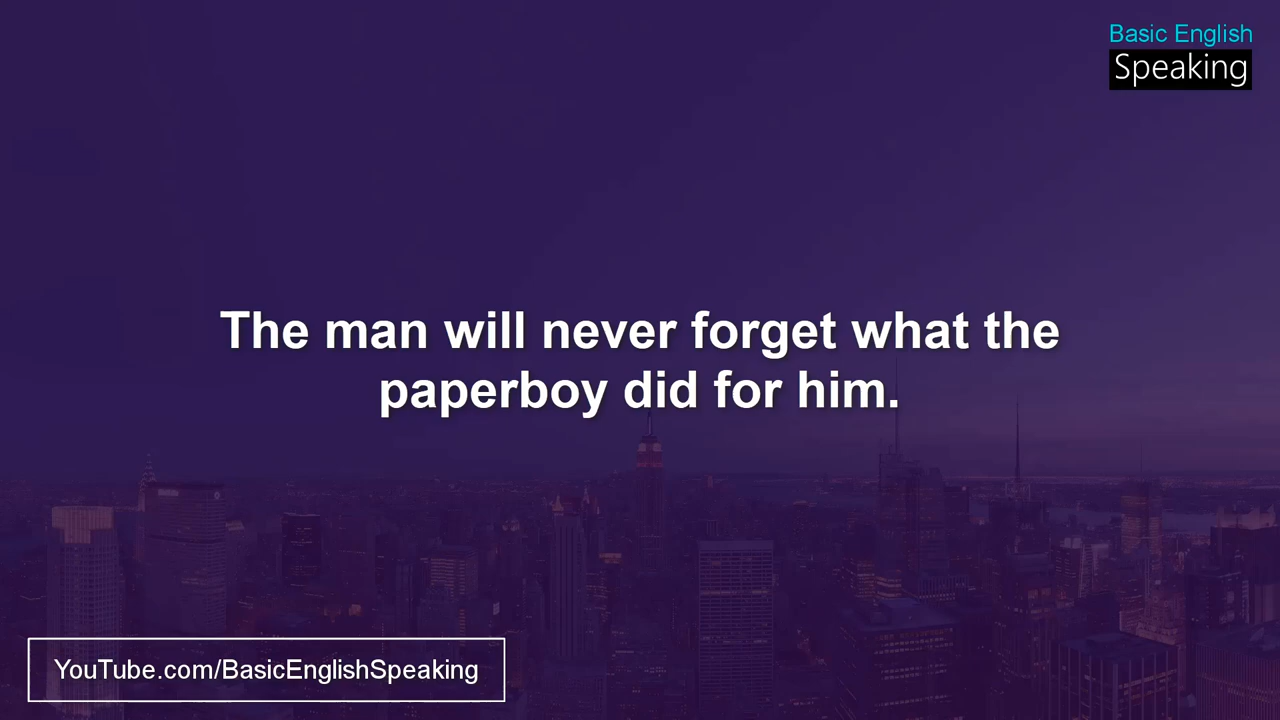 Basic English
Speaking
The man will never forget what the
paperboy did for him.
YouTube.com/BasicEnglishSpeaking